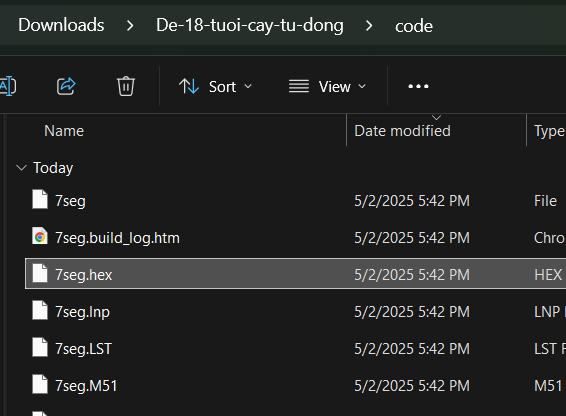 Downloads > De-18-tuoi-cay-tu-dong > code
Sort View ...
Name Date modified Type
Today
7seg 5/2/2025 5:42 PM File
7seg.build_log.htm 5/2/2025 5:42 PM Chro
7seg.hex 5/2/2025 5:42 PM HEX
7seg.lnp 5/2/2025 5:42 PM LNP
7seg.LST 5/2/2025 5:42 PM LST F
7seg.M51 5/2/2025 5:42 PM M51